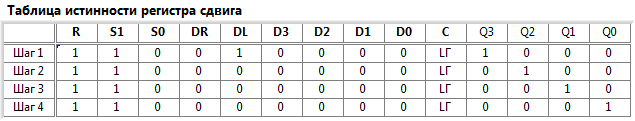 Таблица истинности регистра сдвига
R S1 S0 DR DL D3 D2 D1 D0 C Q3 Q2 Q1 Q0
Шаг 1 1 1 0 0 1 0 0 0 0 LГ 1 0 0 0
Шаг 2 1 1 0 0 0 0 0 0 0 LГ 0 1 0 0
Шаг 3 1 1 0 0 0 0 0 0 0 LГ 0 0 1 0
Шаг 4 1 1 0 0 0 0 0 0 0 LГ 0 0 0 1